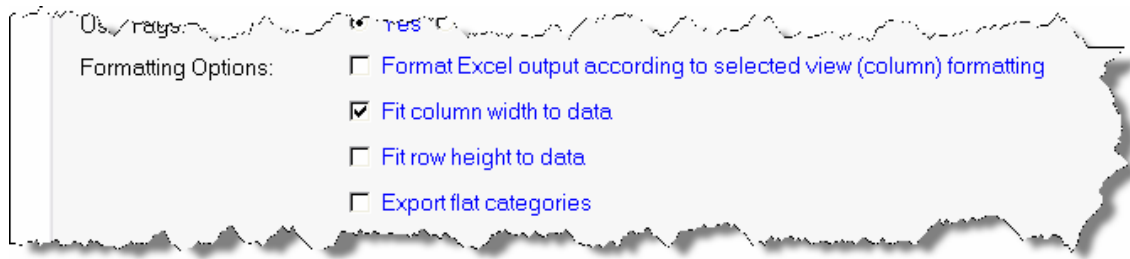 Yes
Formatting Options:
Format Excel output according to selected view (column) formatting
Fit column width to data
Fit row height to data
Export flat categories